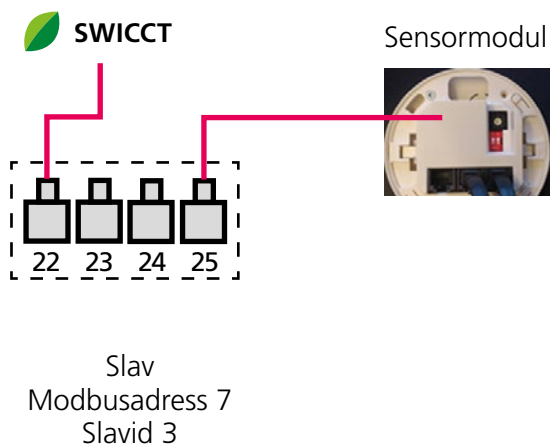 SWICCT
Sensormodul
22 23 24 25
Slav
Modbusadress 7
Slavid 3